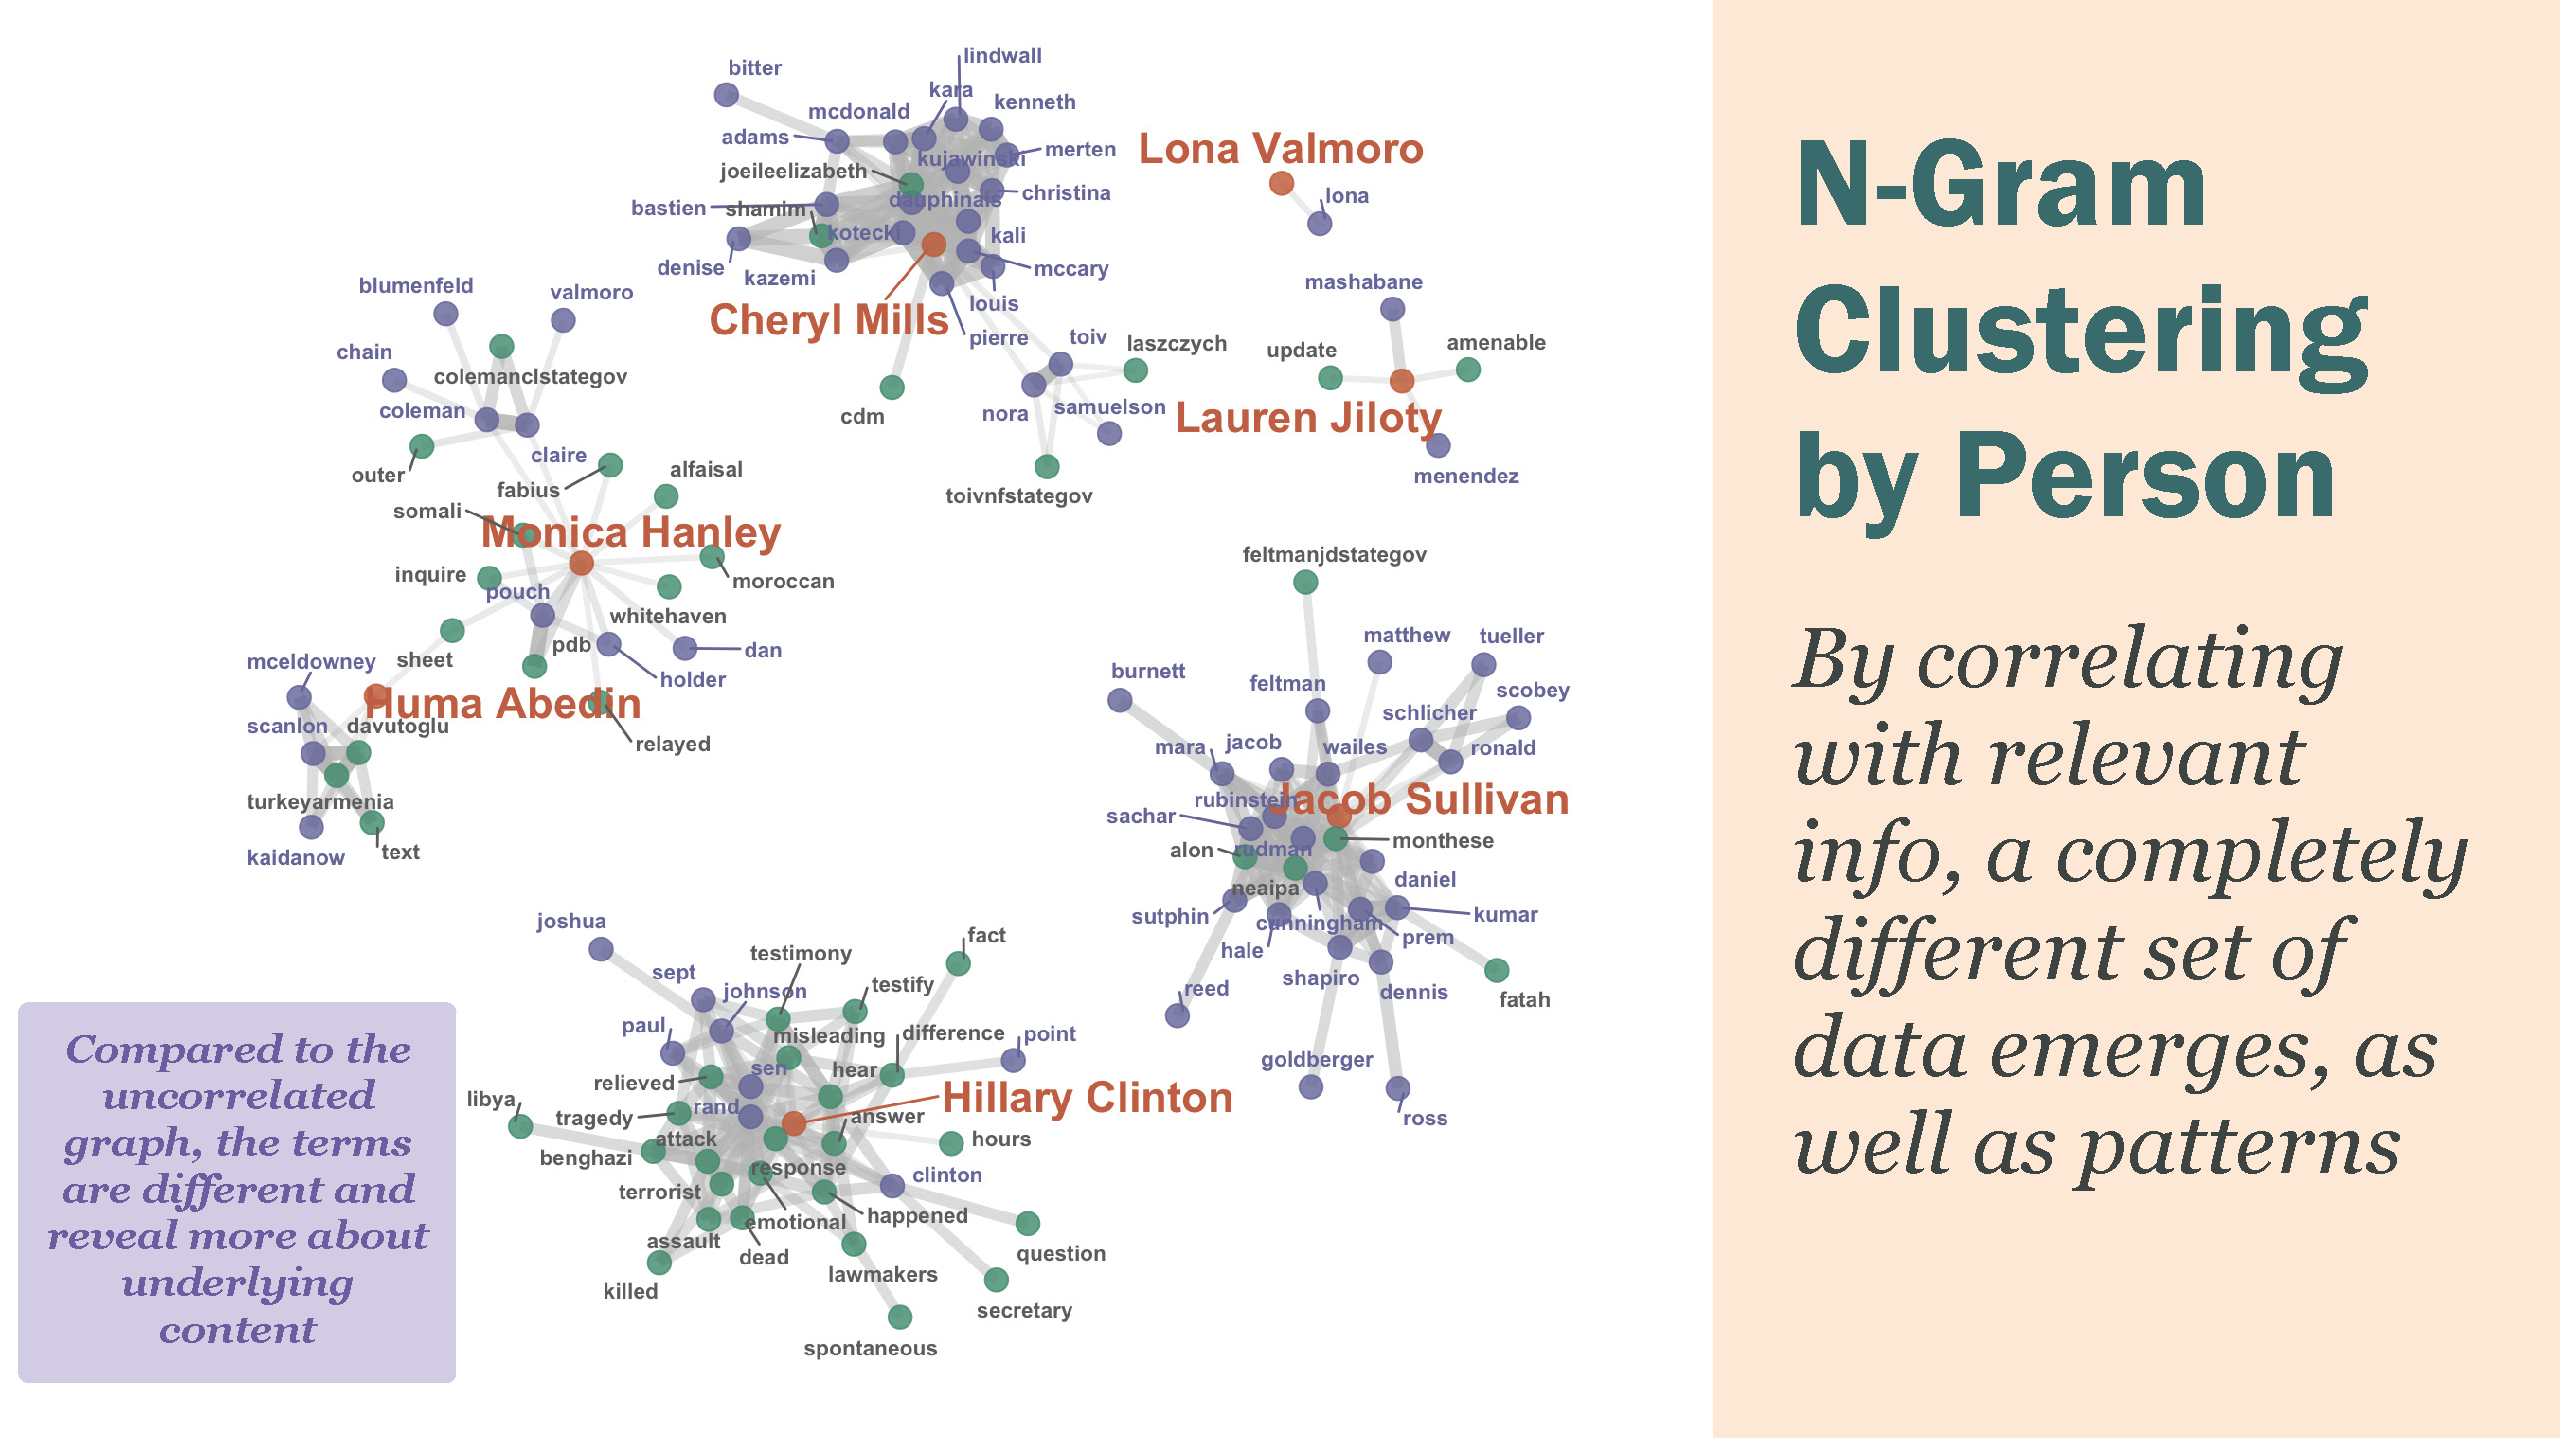 lindwall
bitter
kara
kenneth
mcdonald
adams
merten
Lona Valmoro
kujawinski
joeileelizabeth
christina
lona
dauphinais
bastien
shamim
kotecki
kali
denise
kazemi
mccary
mashabane
blumenfeld
valmoro
louis
Cheryl Mills
pierre
toiv
laszczych
update
amenable
chain
colemanclstategov
coleman
cdm
nora
samuelson
Lauren Jiloty
claire
outer
alfaisal
fabius
menendez
toivnfstategov
somali
Monica Hanley
feltmanjdstategov
inquire
moroccan
pouch
whitehaven
matthew
tueller
pdb
dan
mceldowney
sheet
burnett
holder
feltman
scobey
Huma Abedin
scanlon
davutoglu
schlicher
relayed
mara
jacob
wailes
ronald
turkeyarmenia
rubinstein
Jacob Sullivan
sachar
kaidanow
text
alon
rudman
monthese
neaipa
daniel
joshua
sutphin
cunningham
kumar
testimony
fact
hale
prem
sept
johnson
testify
reed
shapiro
dennis
fatah
paul
misleading
difference
point
goldberger
relieved
sen
hear
libya
tragedy
rand
Hillary Clinton
answer
ross
attack
hours
benghazi
response
clinton
terrorist
emotional
happened
assault
dead
question
killed
lawmakers
secretary
spontaneous
Compared to the
uncorrelated
graph, the terms
are different and
reveal more about
underlying
content
N-Gram
Clustering
by Person
By correlating
with relevant
info, a completely
different set of
data emerges, as
well as patterns